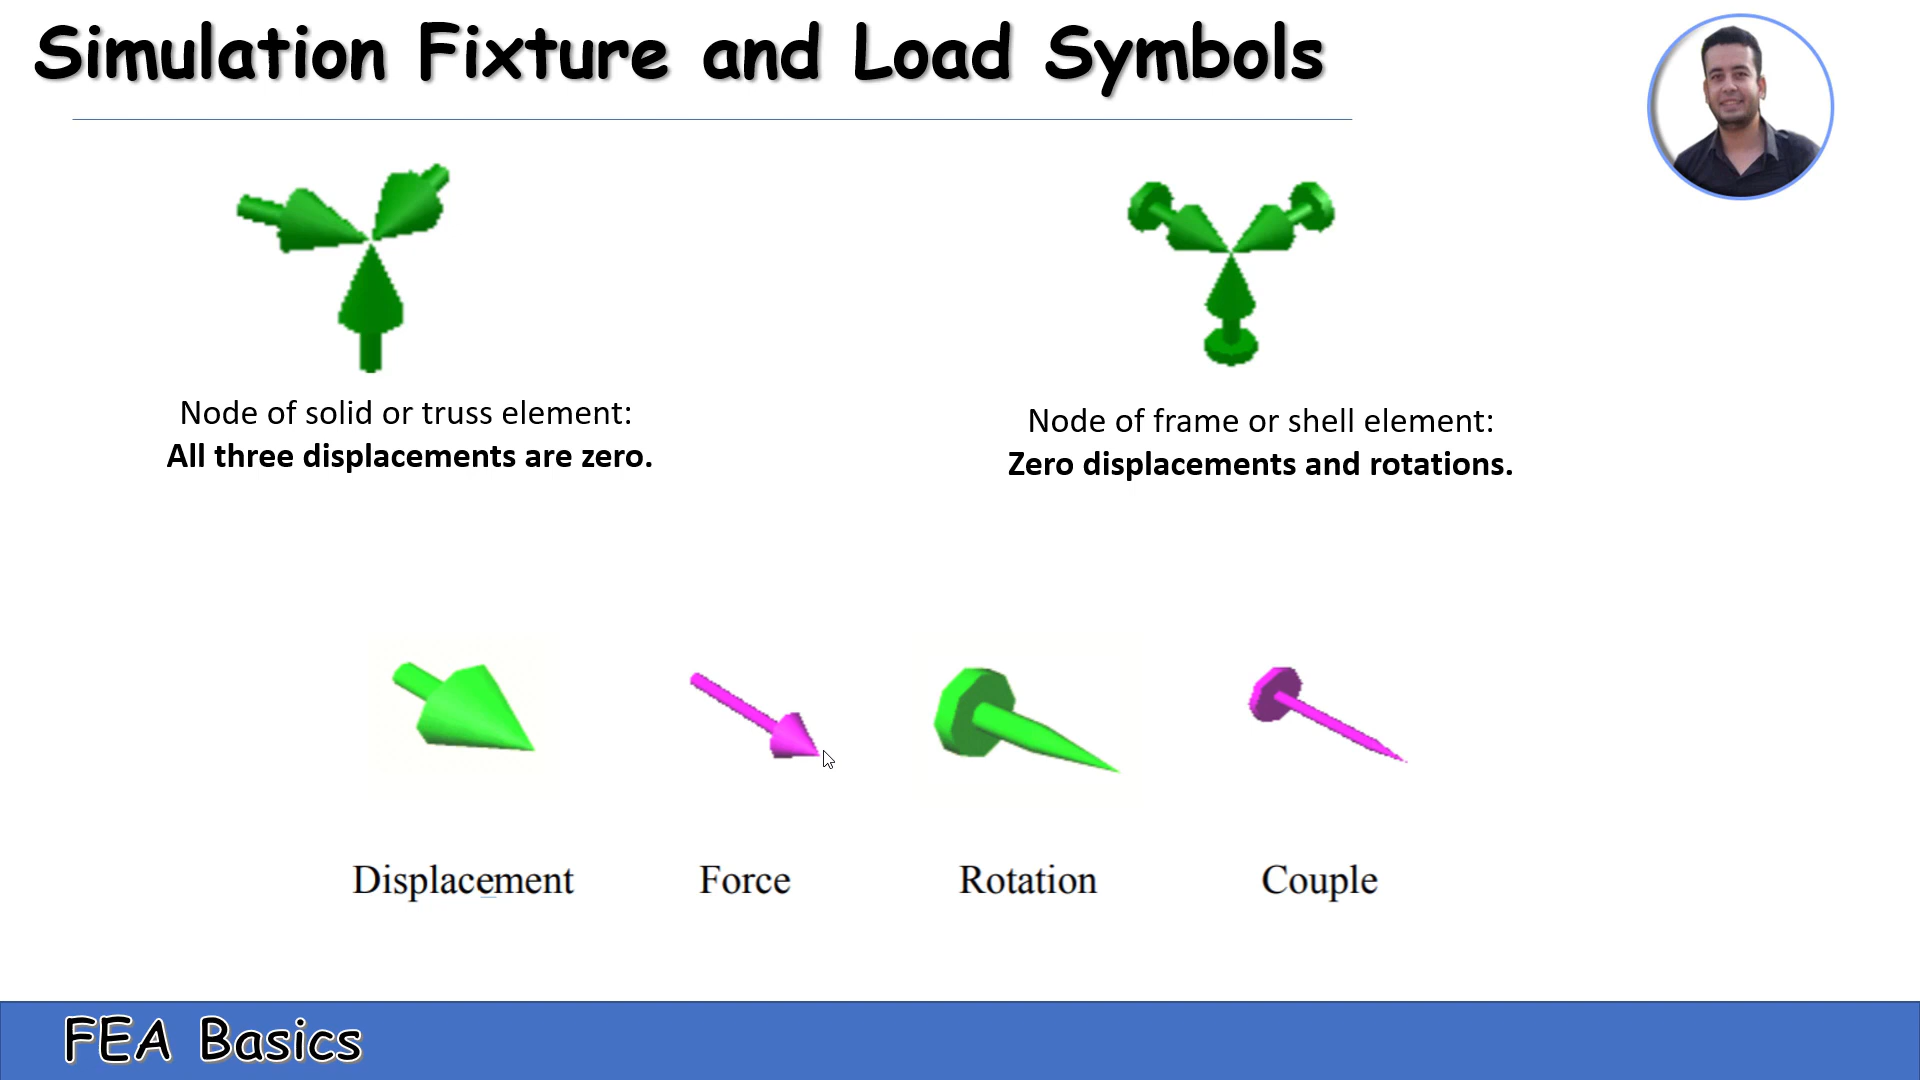 Simulation Fixture and Load Symbols
Node of solid or truss element:
All three displacements are zero.
Node of frame or shell element:
Zero displacements and rotations.
Displacement
Force
Rotation
Couple
FEA Basics